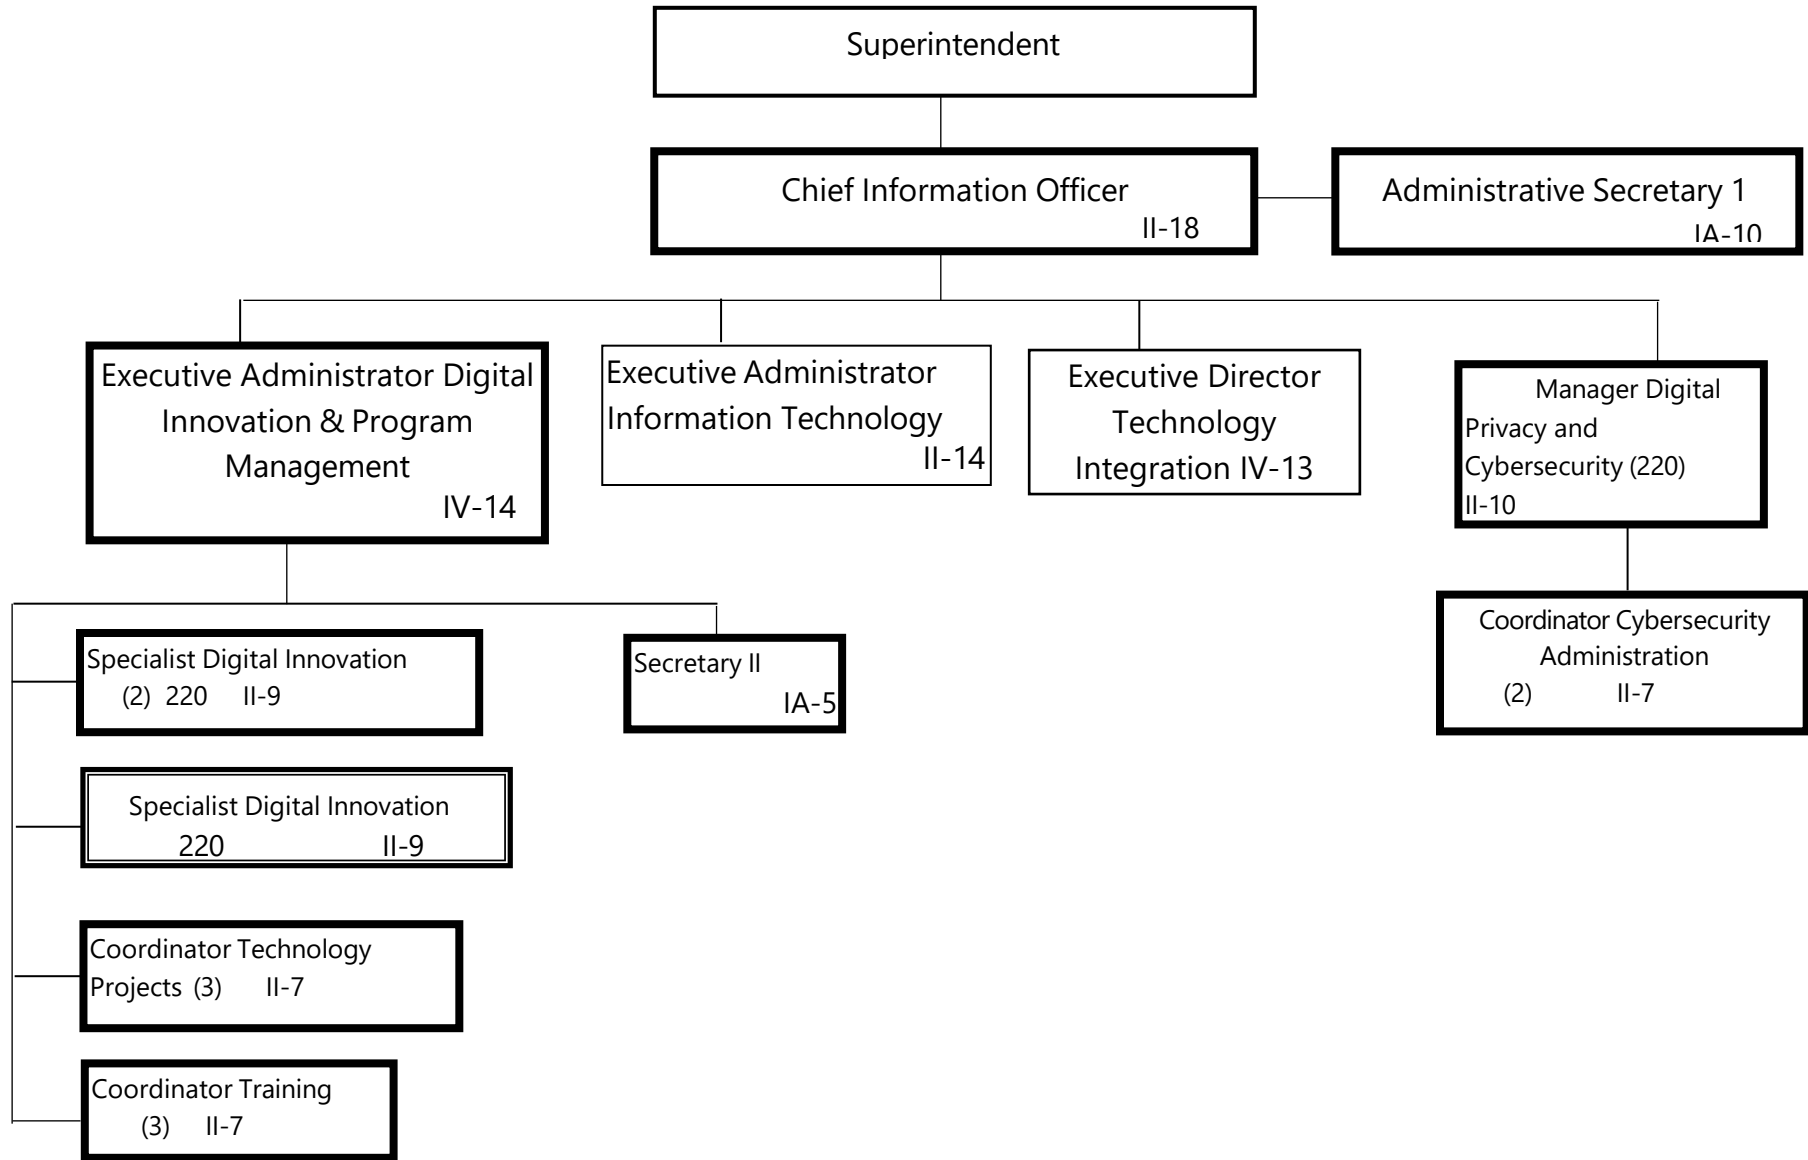 Superintendent
Chief Information Officer
II-18
Administrative Secretary 1
IA-10
Executive Administrator Digital
Innovation & Program
Management
IV-14
Executive Administrator
Information Technology
II-14
Executive Director
Technology
Integration IV-13
Manager Digital
Privacy and
Cybersecurity (220)
II-10
Specialist Digital Innovation
(2) 220 II-9
Secretary II
IA-5
Coordinator Cybersecurity
Administration
(2) II-7
Specialist Digital Innovation
220 II-9
Coordinator Technology
Projects (3) II-7
Coordinator Training
(3) II-7